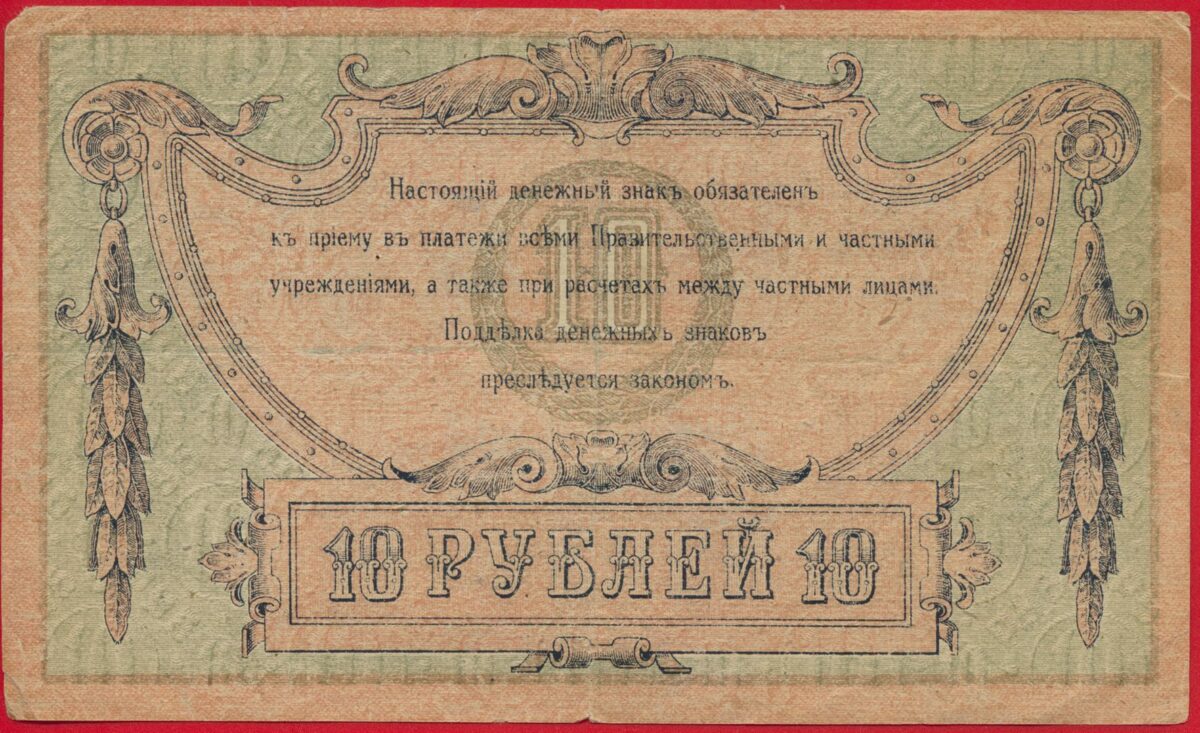 10
Настоящій денежный знакъ обязателенъ
къ пріему въ платежи всѣми Правительственными и частными
учрежденіями, а также при расчетахъ между частными лицами.
Поддѣлка денежныхъ знаковъ
преслѣдуется закономъ.
10 РУБЛЕЙ 10